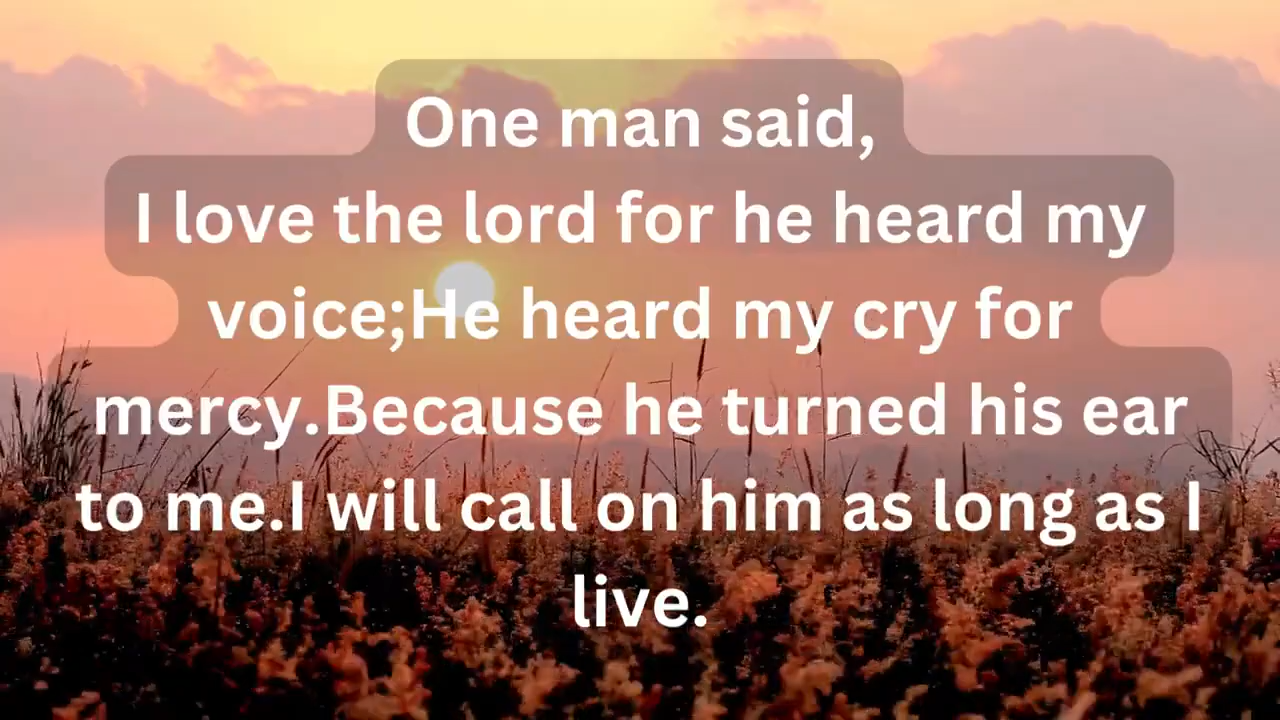 One man said,
I love the lord for he heard my
voice;He heard my cry for
mercy.Because he turned his ear
to me.I will call on him as long as I
live.